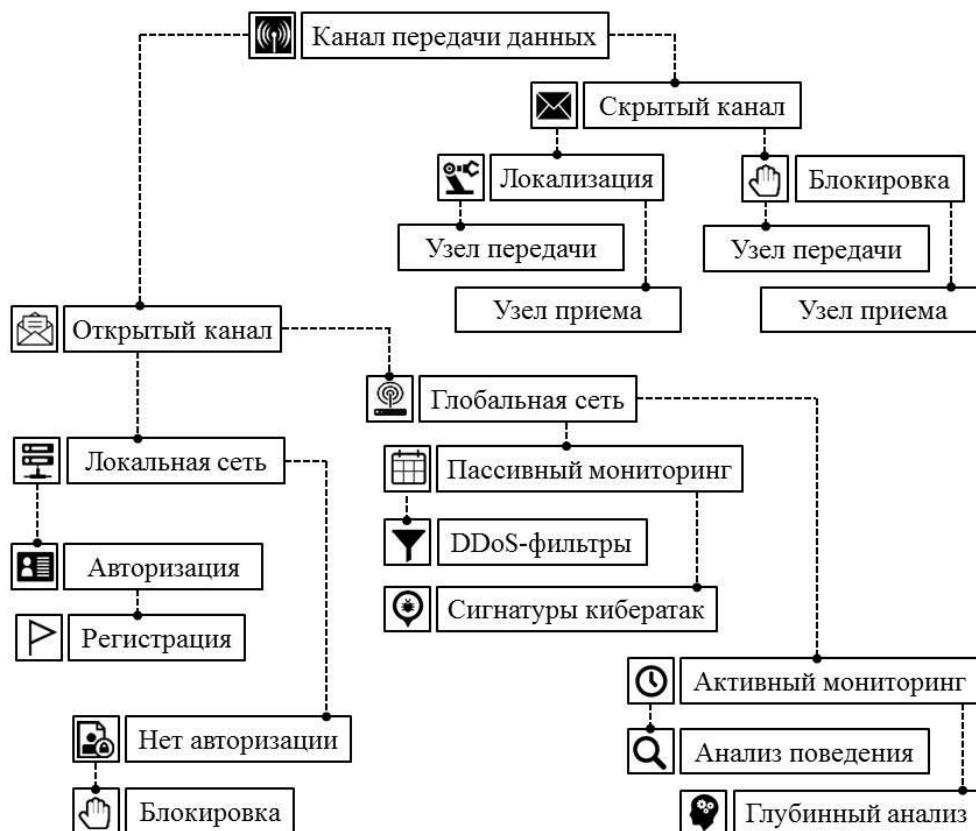 Канал передачи данных
Скрытый канал
Локализация
Блокировка
Узел передачи
Узел передачи
Узел приема
Узел приема
Открытый канал
Глобальная сеть
Локальная сеть
Пассивный мониторинг
DDoS-фильтры
Авторизация
Сигнатуры кибератак
Регистрация
Активный мониторинг
Нет авторизации
Анализ поведения
Блокировка
Глубинный анализ